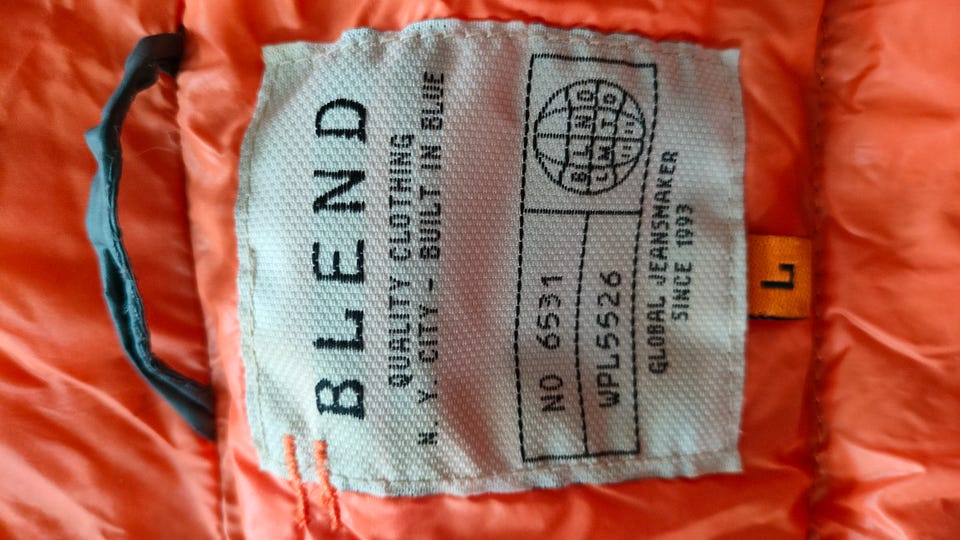 BLEND
QUALITY CLOTHING
N.Y. CITY – BUILT IN BLUE
NO 6531
WPL5526
GLOBAL JEANSMAKER
SINCE 1993
L